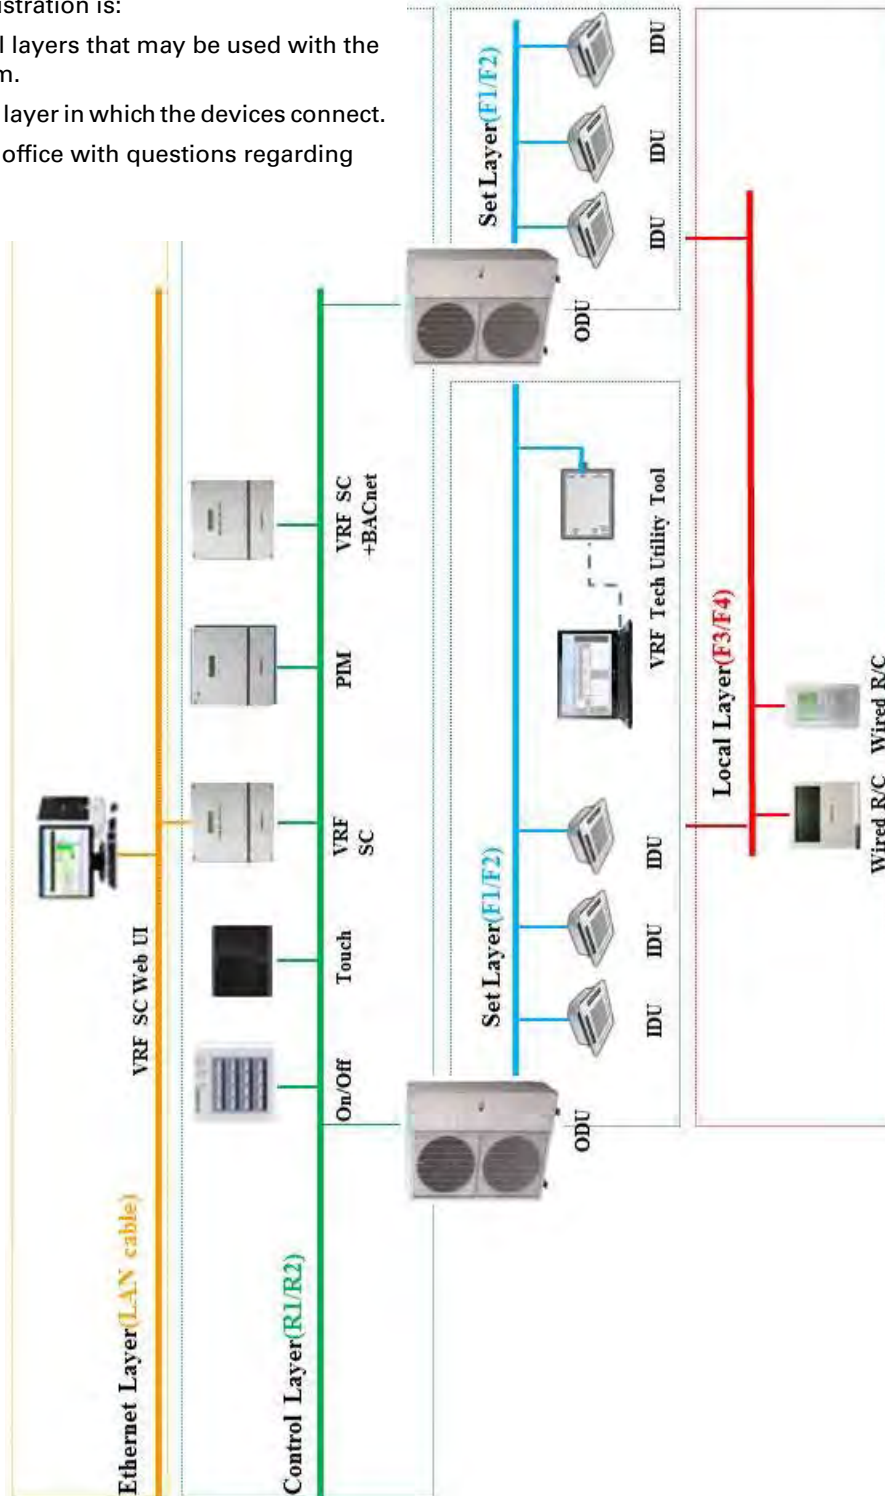 stration is:
l layers that may be used with the
m.
layer in which the devices connect.
office with questions regarding
Ethernet Layer(LAN cable)
VRF SC Web UI
Control Layer(R1/R2)
On/Off
Touch
VRF
SC
PIM
VRF SC
+BACnet
ODU
Set Layer(F1/F2)
IDU
IDU
IDU
VRF Tech Utility Tool
ODU
Set Layer(F1/F2)
IDU
IDU
IDU
Local Layer(F3/F4)
Wired R/C
Wired R/C